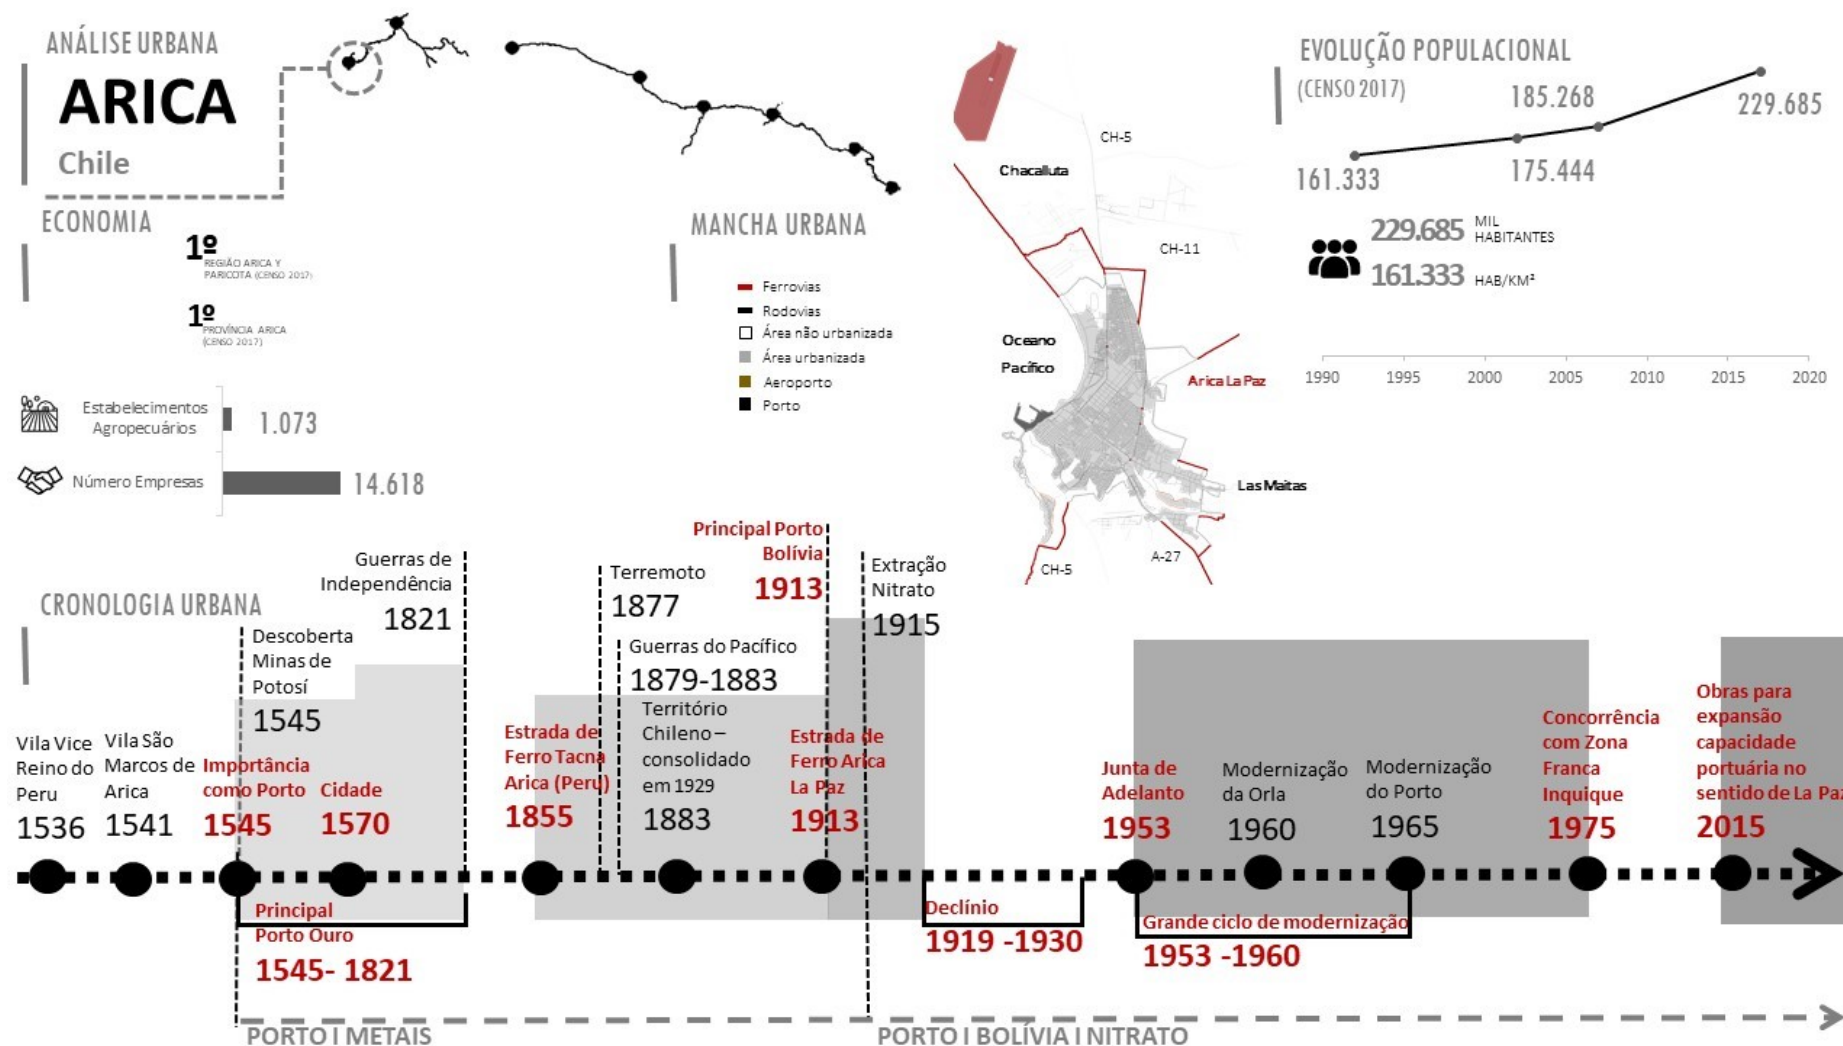 ANÁLISE URBANA
ARICA
Chile
ECONOMIA
1º
REGIÃO ARICA Y
PARICOTA (CENSO 2017)
1º
PROVÍNCIA ARICA
(CENSO 2017)
Estabelecimentos
Agropecuários
1.073
Número Empresas
14.618
MANCHA URBANA
Ferrovias
Rodovias
Área não urbanizada
Área urbanizada
Aeroporto
Porto
CH-5
Chacalluta
CH-11
Oceano
Pacífico
Arica La Paz
Las Maitas
A-27
CH-5
EVOLUÇÃO POPULACIONAL
(CENSO 2017)
185.268
229.685
161.333
175.444
229.685 MIL
HABITANTES
161.333 HAB/KM²
1990 1995 2000 2005 2010 2015 2020
CRONOLOGIA URBANA
Vila Vice
Reino do
Peru
1536
Vila São
Marcos de
Arica
1541
Descoberta
Minas de
Potosí
1545
Importância
como Porto
1545
Cidade
1570
Guerras de
Independência
1821
Principal
Porto Ouro
1545- 1821
Estrada de
Ferro Tacna
Arica (Peru)
1855
Terremoto
1877
Guerras do Pacífico
1879-1883
Território
Chileno –
consolidado
em 1929
1883
Principal Porto
Bolívia
1913
Estrada de
Ferro Arica
La Paz
1913
Extração
Nitrato
1915
Declínio
1919 -1930
Junta de
Adelanto
1953
Modernização
da Orla
1960
Modernização
do Porto
1965
Grande ciclo de modernização
1953 -1960
Concorrência
com Zona
Franca
Inquique
1975
Obras para
expansão
capacidade
portuária no
sentido de La Paz
2015
PORTO I METAIS
PORTO I BOLÍVIA I NITRATO